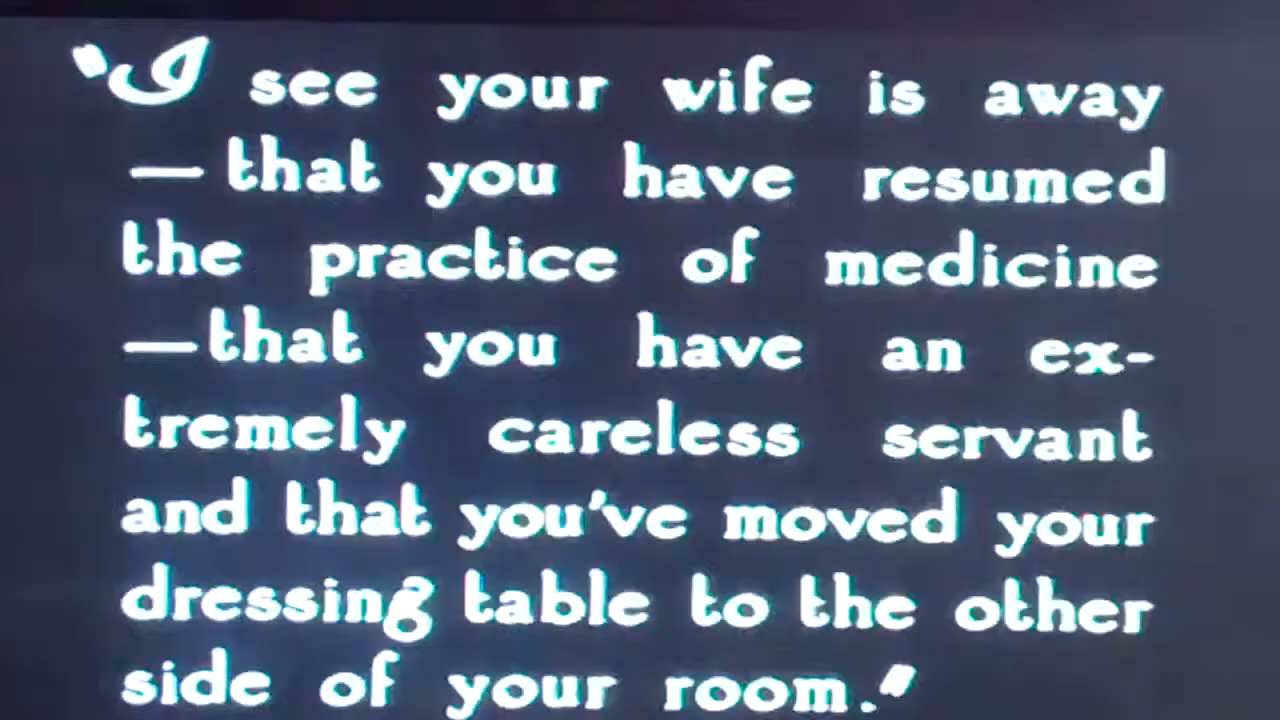 "I see your wife is away
—that you have resumed
the practice of medicine
—that you have an ex-
tremely careless servant
and that you've moved your
dressing table to the other
side of your room."